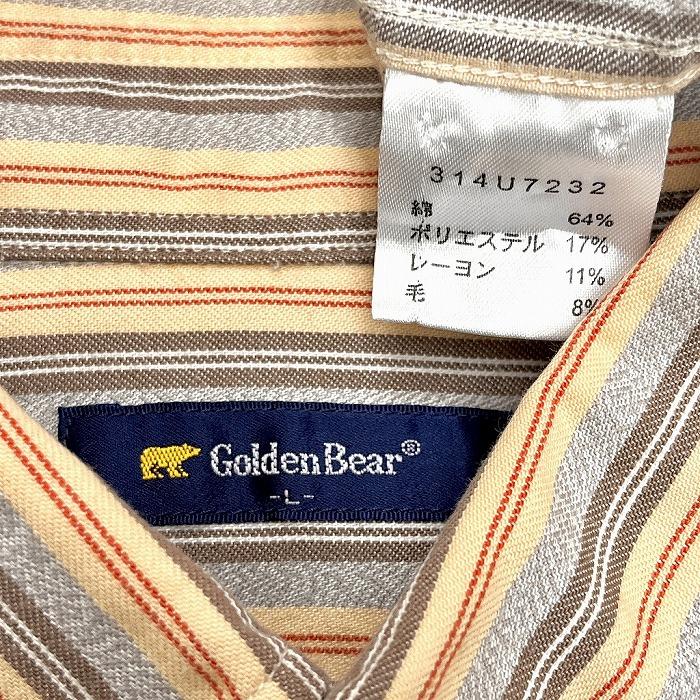 314U7232
綿 64%
ポリエステル 17%
レーヨン 11%
毛 8%
GoldenBear®
-L-